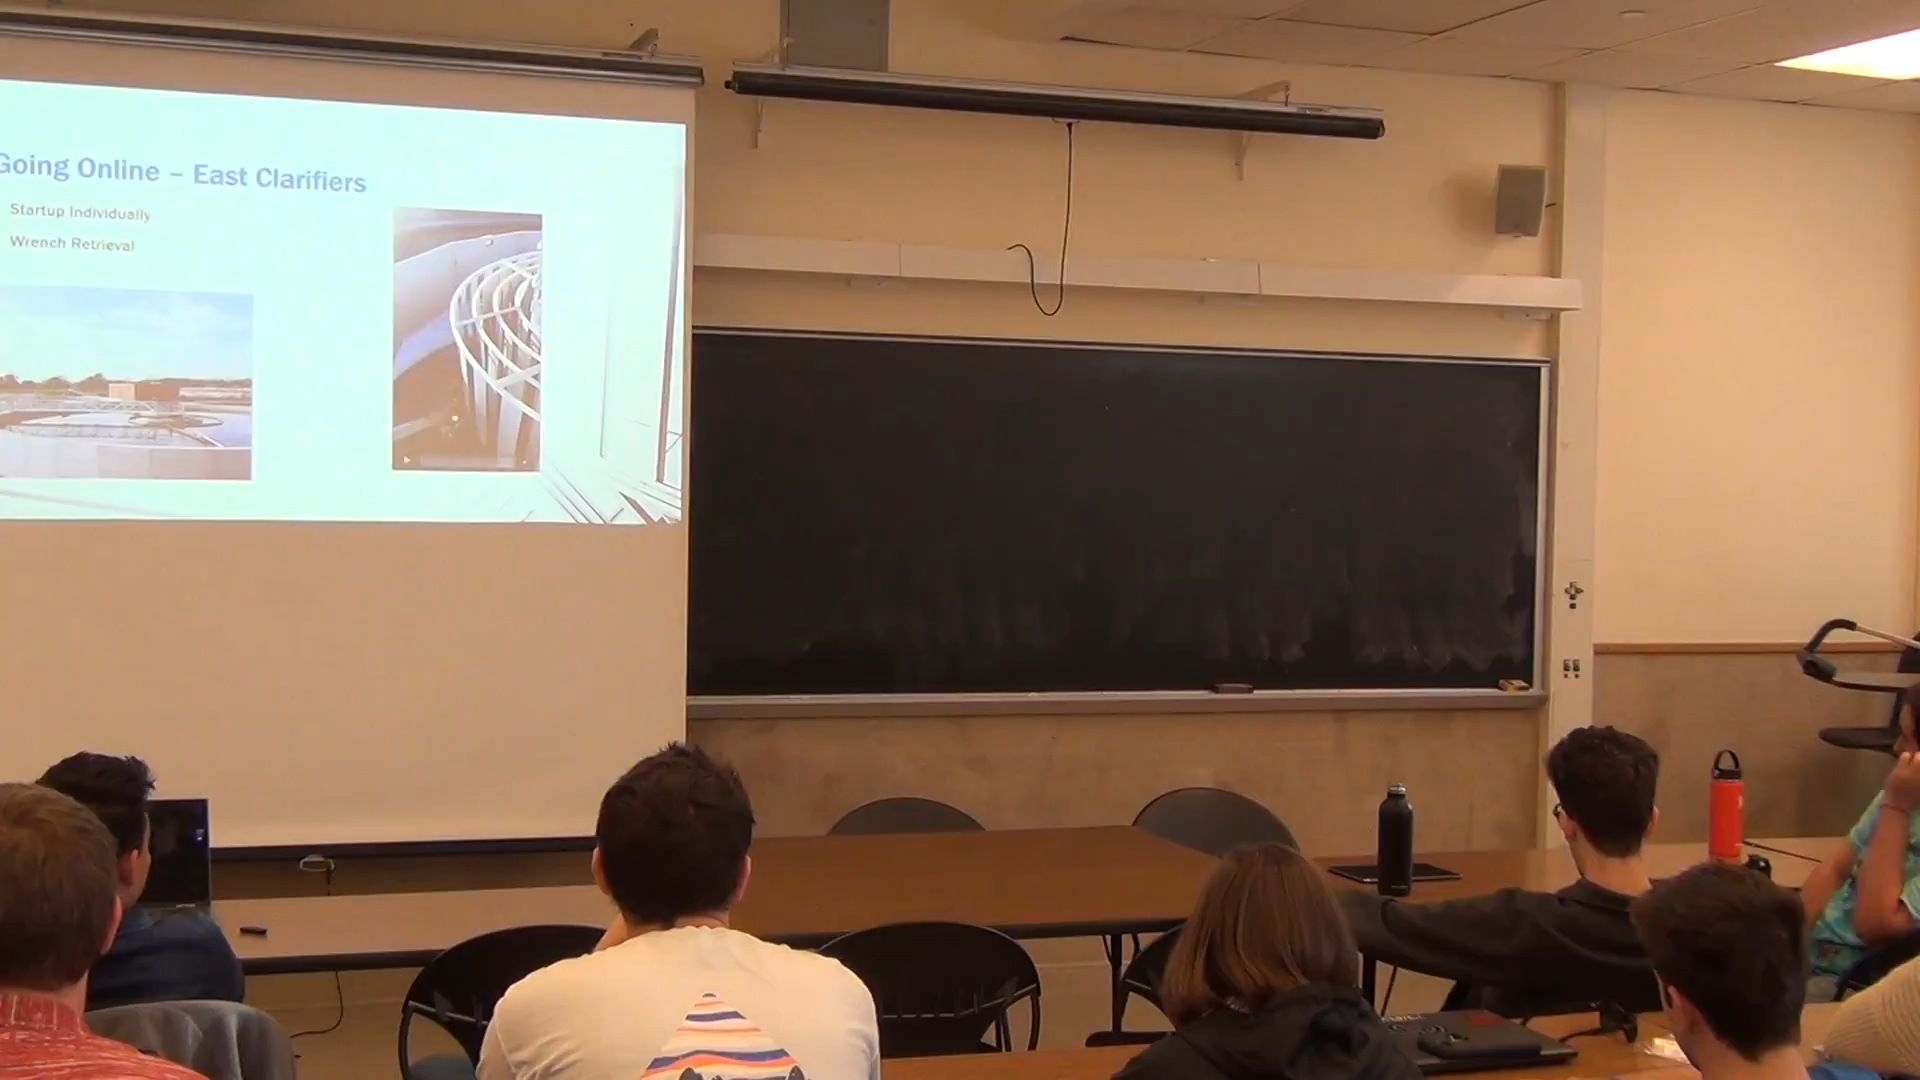 Going Online – East Clarifiers
Startup Individually
Wrench Retrieval